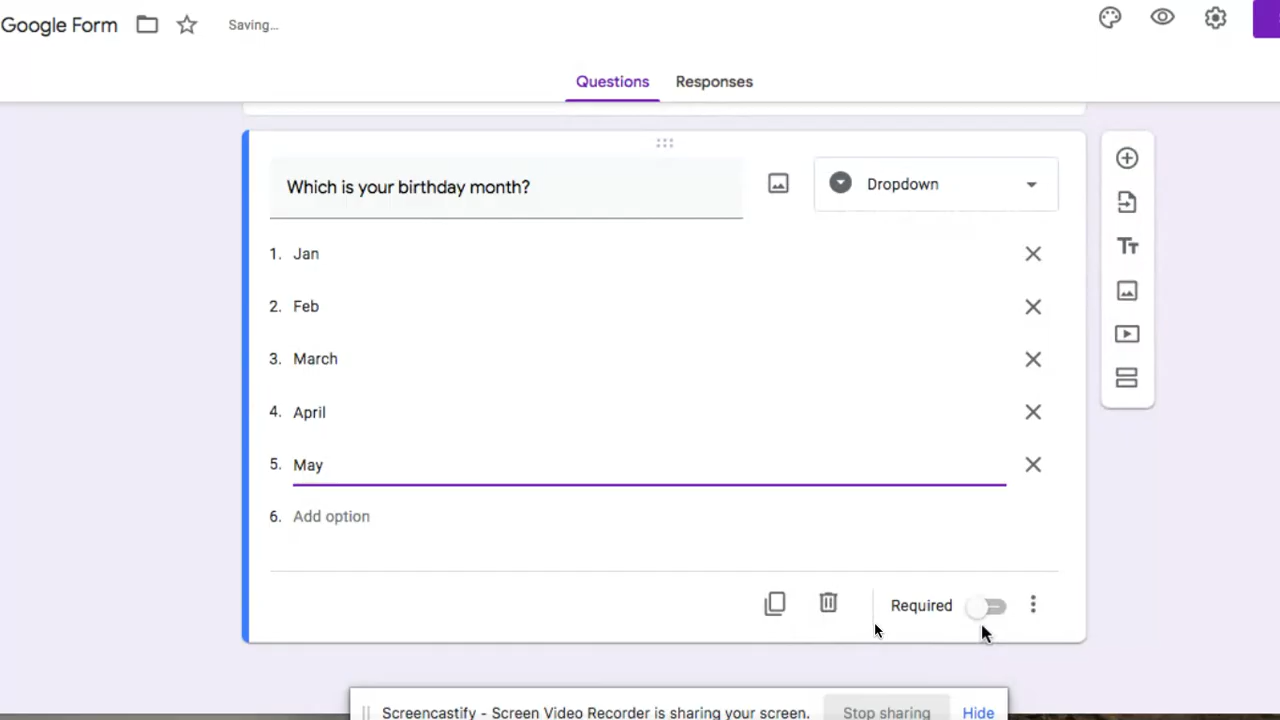 Google Form
Saving...
Questions
Responses
Which is your birthday month?
Dropdown
1. Jan
2. Feb
3. March
4. April
5. May
6. Add option
Required
Tt
Screencastify - Screen Video Recorder is sharing your screen.
Stop sharing
Hide